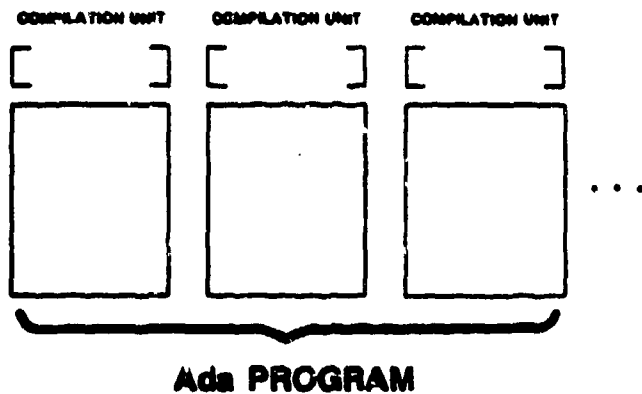 COMPILATION UNIT COMPILATION UNIT COMPILATION UNIT
. . .
Ada PROGRAM